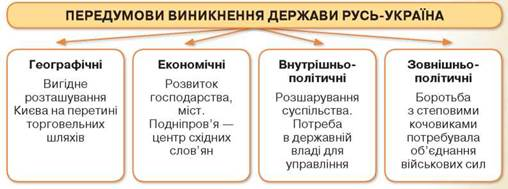 ПЕРЕДУМОВИ ВИНИКНЕННЯ ДЕРЖАВИ РУСЬ-УКРАЇНА
Географічні
Вигідне
розташування
Києва на перетині
торговельних
шляхів
Економічні
Розвиток
господарства,
міст.
Подніпров’я —
центр східних
слов’ян
Внутрішньо-
політичні
Розшарування
суспільства.
Потреба
в державній
владі для
управління
Зовнішньо-
політичні
Боротьба
з степовими
кочовиками
потребувала
об’єднання
військових сил